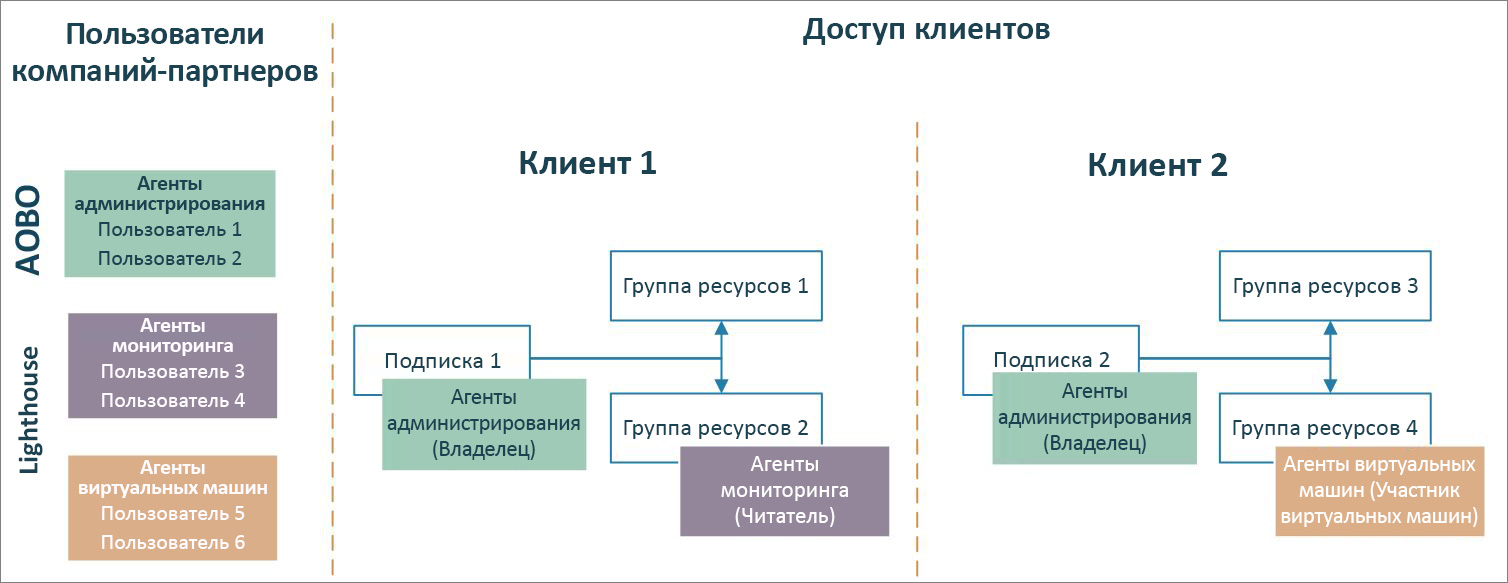 Пользователи
компаний-партнеров
Доступ клиентов
Клиент 1
Клиент 2
AOBO
Агенты
администрирования
Пользователь 1
Пользователь 2
Lighthouse
Агенты
мониторинга
Пользователь 3
Пользователь 4
Агенты
виртуальных машин
Пользователь 5
Пользователь 6
Группа ресурсов 1
Подписка 1
Агенты
администрирования
(Владелец)
Группа ресурсов 2
Агенты
мониторинга
(Читатель)
Группа ресурсов 3
Подписка 2
Агенты
администрирования
(Владелец)
Группа ресурсов 4
Агенты виртуальных
машин (Участник
виртуальных машин)